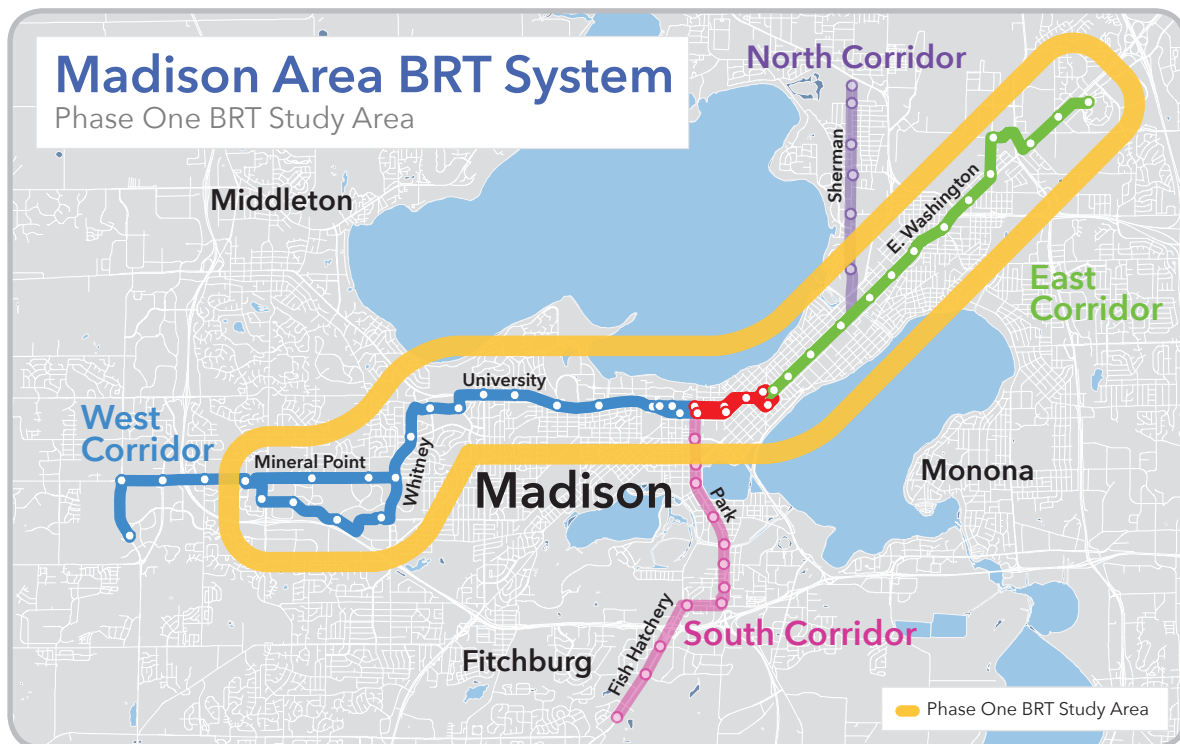 Madison Area BRT System
Phase One BRT Study Area
North Corridor
Sherman
Middleton
E. Washington
East
Corridor
University
West
Corridor
Mineral Point
Whitney
Madison
Monona
Park
Fish Hatchery
South Corridor
Fitchburg
Phase One BRT Study Area